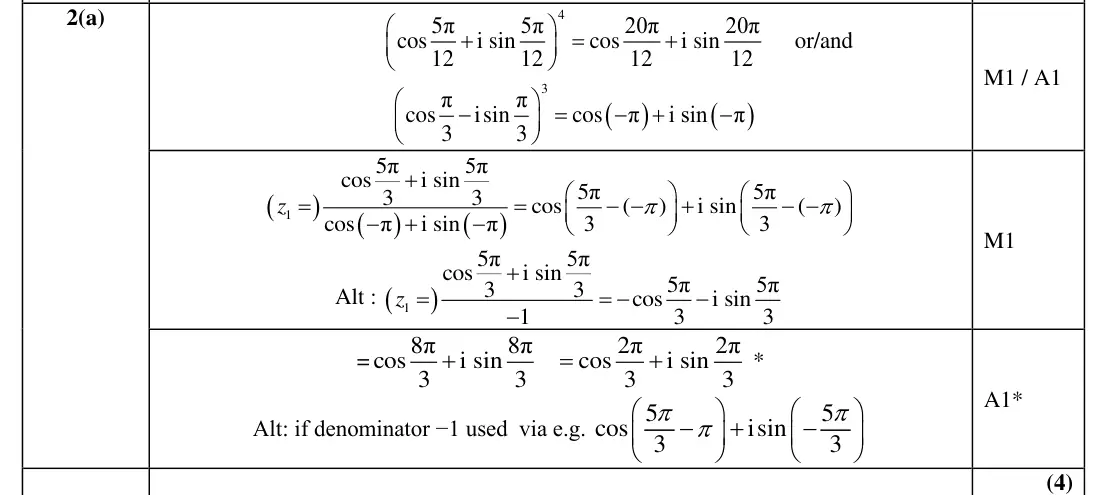 2(a)
(cos 5π/12 + i sin 5π/12)^4 = cos 20π/12 + i sin 20π/12 or/and
(cos π/3 − i sin π/3)^3 = cos(−π) + i sin(−π)
M1 / A1
(z₁ =) (cos 5π/3 + i sin 5π/3)/(cos(−π) + i sin(−π)) = cos(5π/3 − (−π)) + i sin(5π/3 − (−π))
Alt : (z₁ =) (cos 5π/3 + i sin 5π/3)/(−1) = −cos 5π/3 − i sin 5π/3
M1
= cos 8π/3 + i sin 8π/3 = cos 2π/3 + i sin 2π/3 *
Alt: if denominator −1 used via e.g. cos(5π/3 − π) + i sin(− 5π/3)
A1*
(4)